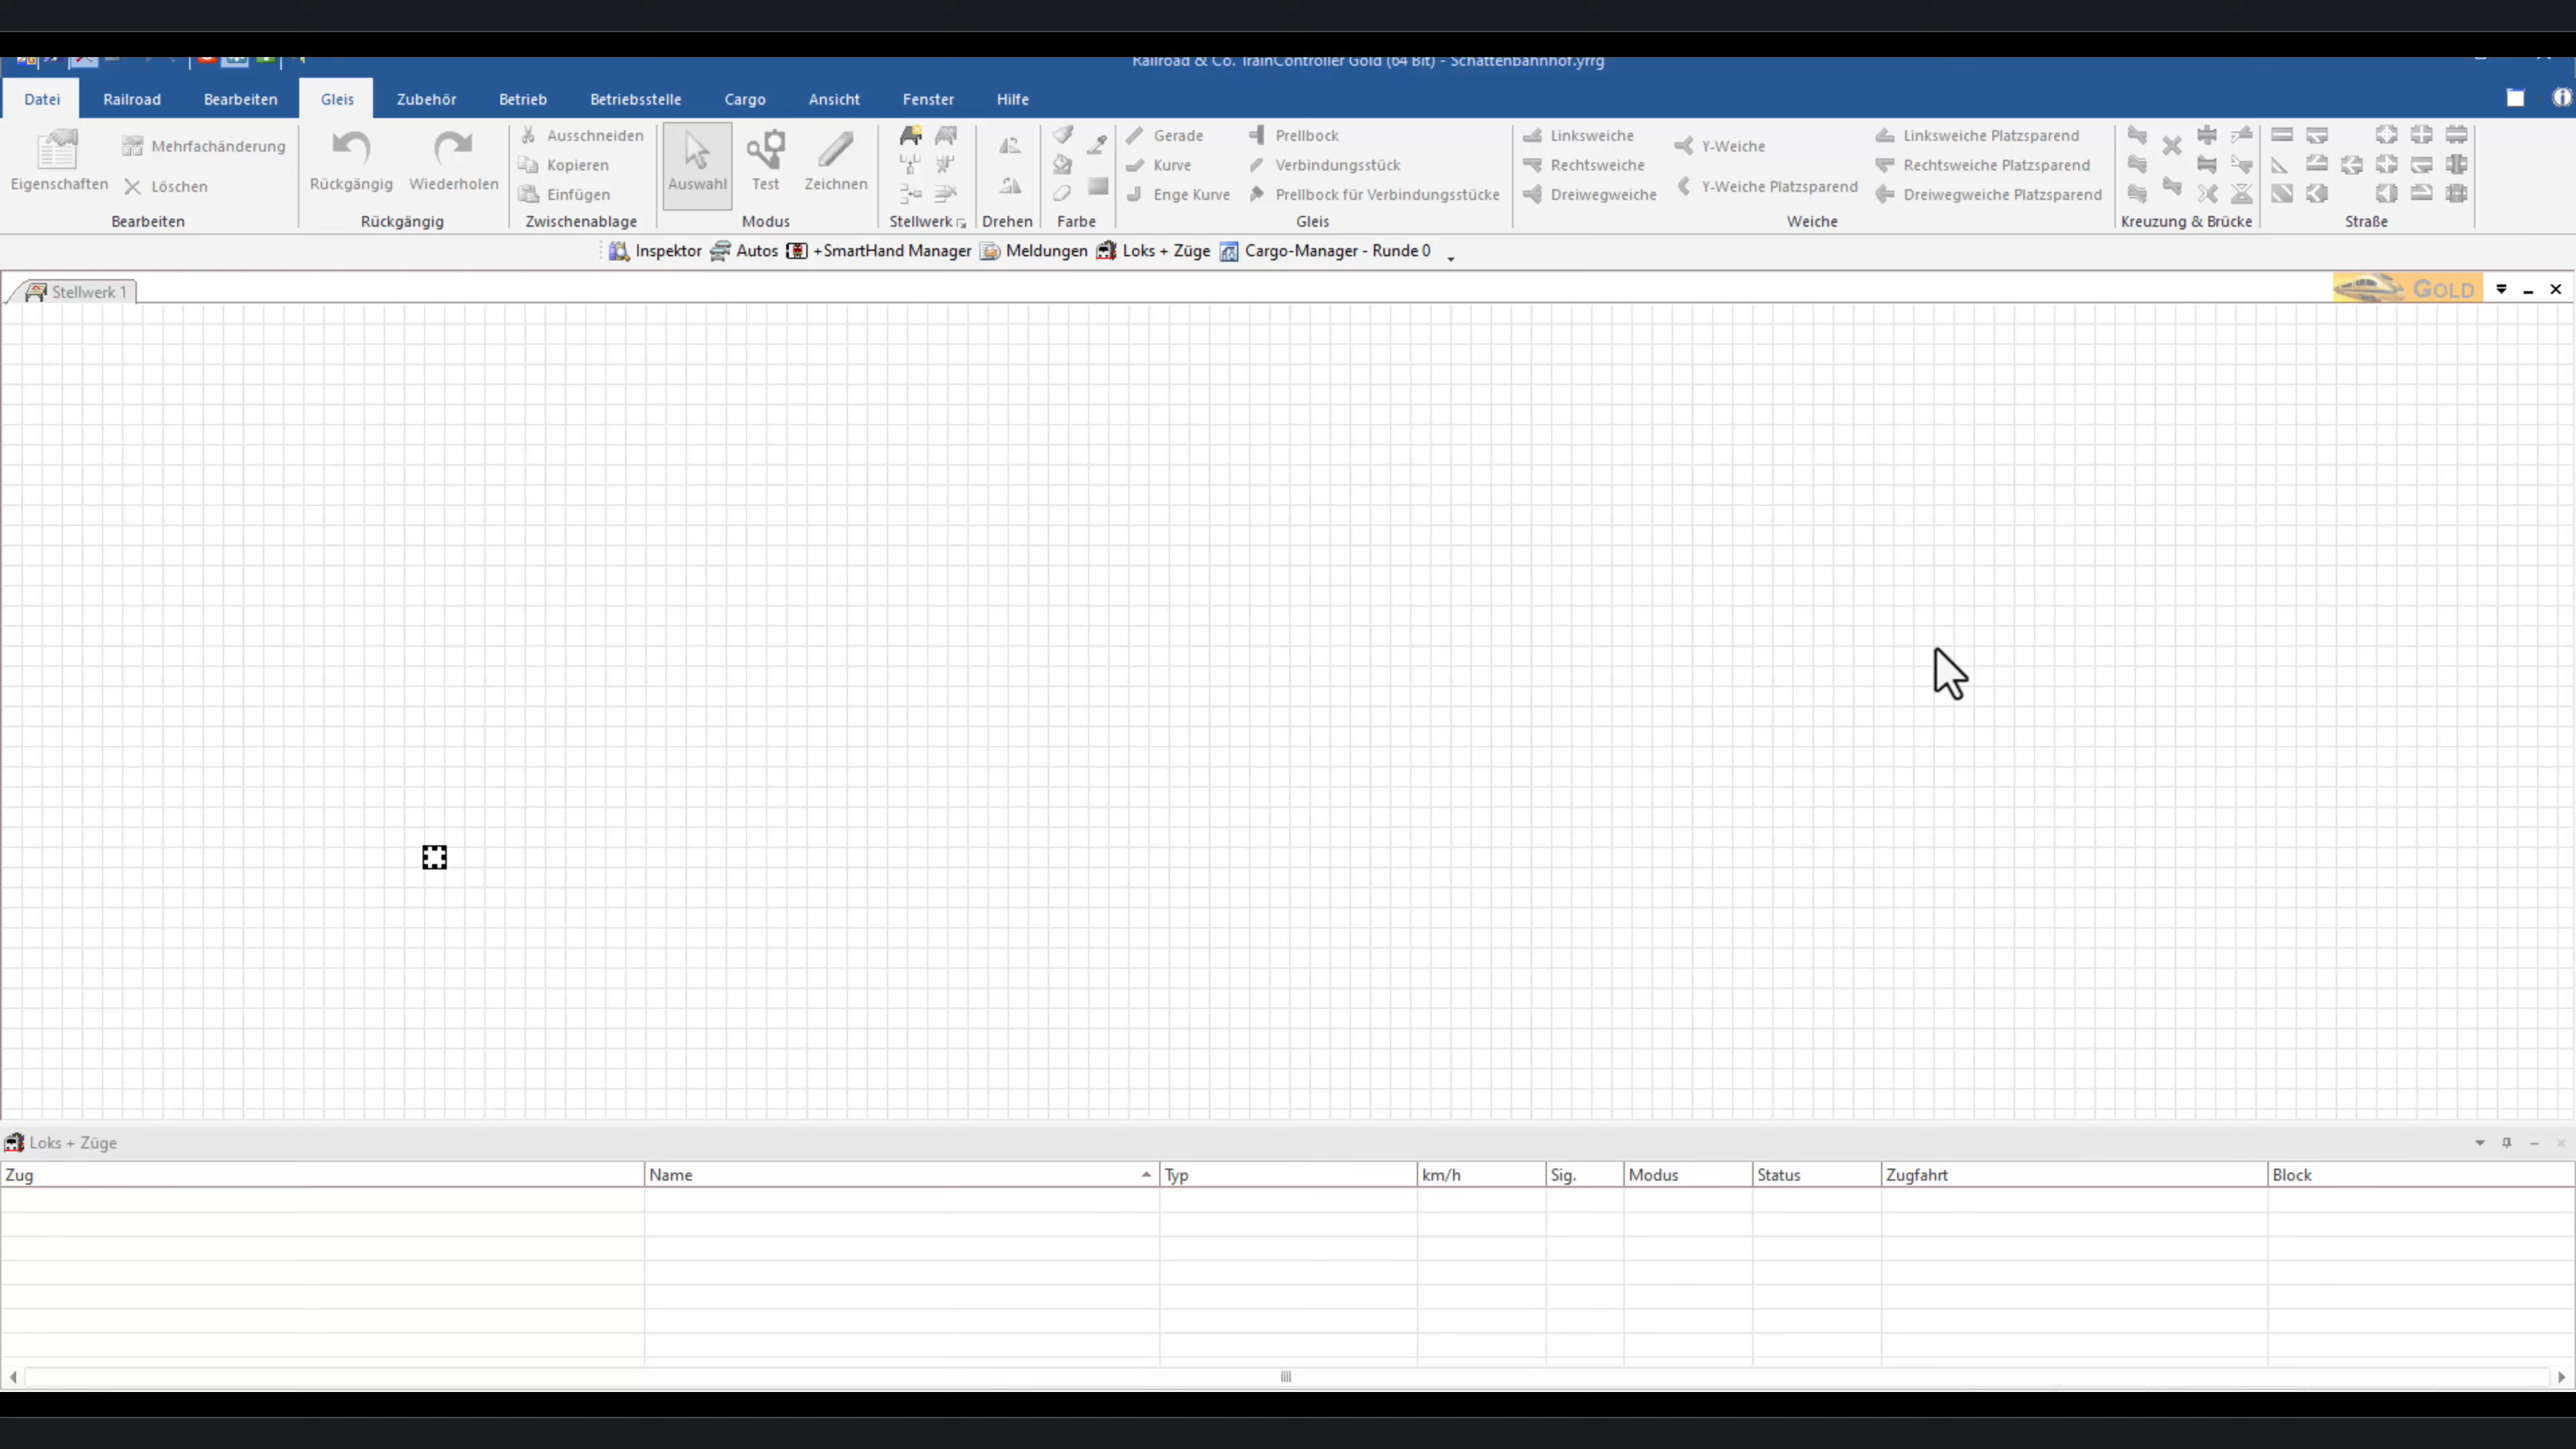 Railroad & Co. TrainController Gold (64 Bit) - Schattenbahnhof.yrrg
Datei Railroad Bearbeiten Gleis Zubehör Betrieb Betriebsstelle Cargo Ansicht Fenster Hilfe
Eigenschaften Mehrfachänderung Löschen Bearbeiten
Rückgängig Wiederholen Rückgängig
Ausschneiden Kopieren Einfügen Zwischenablage
Auswahl Test Zeichnen Modus
Stellwerk
Drehen
Farbe
Gerade Kurve Enge Kurve Prellbock Verbindungsstück Prellbock für Verbindungsstücke Gleis
Linksweiche Rechtsweiche Dreiwegweiche Y-Weiche Y-Weiche Platzsparend Linksweiche Platzsparend Rechtsweiche Platzsparend Dreiwegweiche Platzsparend Weiche
Kreuzung & Brücke
Straße
Inspektor Autos +SmartHand Manager Meldungen Loks + Züge Cargo-Manager - Runde 0
Stellwerk 1
GOLD
Loks + Züge
Zug Name Typ km/h Sig. Modus Status Zugfahrt Block